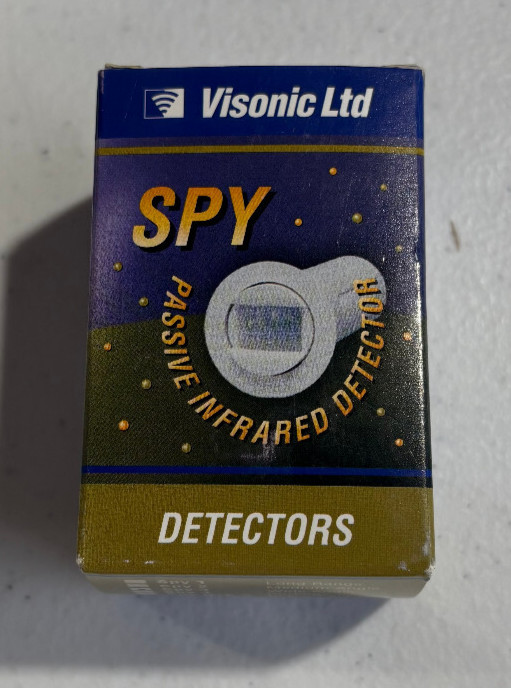 Visonic Ltd
SPY
PASSIVE INFRARED DETECTOR
DETECTORS